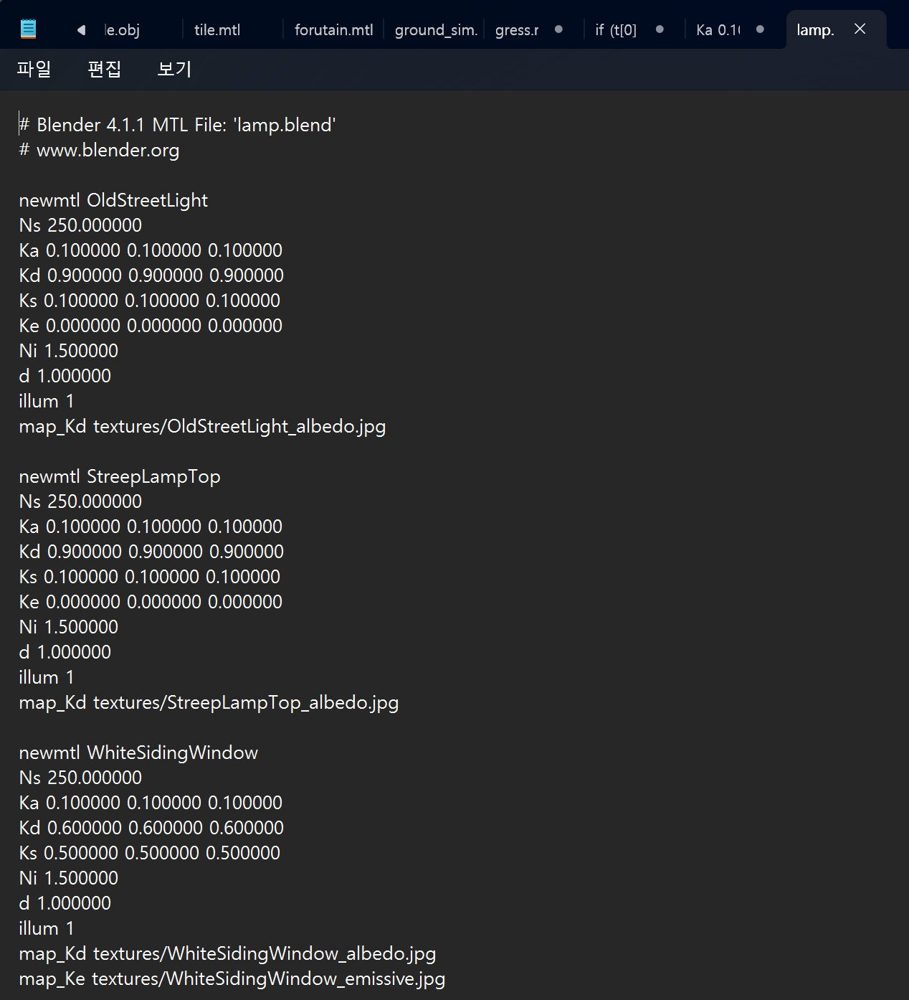 le.obj
tile.mtl
forutain.mtl
ground_sim.
gress.r
if (t[0]
Ka 0.1
lamp.
파일
편집
보기
# Blender 4.1.1 MTL File: 'lamp.blend'
# www.blender.org
newmtl OldStreetLight
Ns 250.000000
Ka 0.100000 0.100000 0.100000
Kd 0.900000 0.900000 0.900000
Ks 0.100000 0.100000 0.100000
Ke 0.000000 0.000000 0.000000
Ni 1.500000
d 1.000000
illum 1
map_Kd textures/OldStreetLight_albedo.jpg
newmtl StreepLampTop
Ns 250.000000
Ka 0.100000 0.100000 0.100000
Kd 0.900000 0.900000 0.900000
Ks 0.100000 0.100000 0.100000
Ke 0.000000 0.000000 0.000000
Ni 1.500000
d 1.000000
illum 1
map_Kd textures/StreepLampTop_albedo.jpg
newmtl WhiteSidingWindow
Ns 250.000000
Ka 0.100000 0.100000 0.100000
Kd 0.600000 0.600000 0.600000
Ks 0.500000 0.500000 0.500000
Ni 1.500000
d 1.000000
illum 1
map_Kd textures/WhiteSidingWindow_albedo.jpg
map_Ke textures/WhiteSidingWindow_emissive.jpg